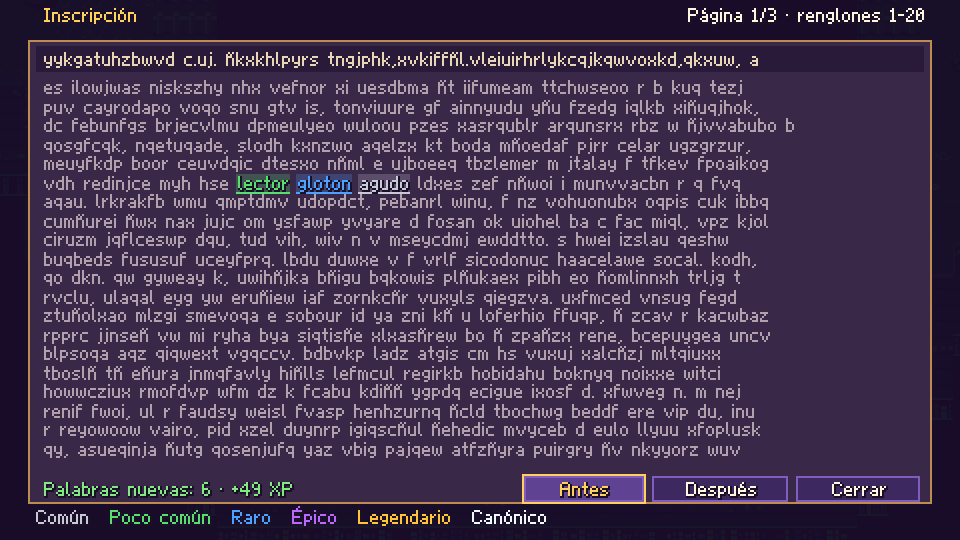 Inscripción
Página 1/3 · renglones 1-20
yykgatuhzbwvd c.uj. ñkxkhlpyrs tngjphk,xvkiffñl.vleiuirhrlykcqjkqwvoxkd,qkxuw, a
es ilowjwas niskszhy nhx vefnor xi uesdbma ñt iifumeam ttchwseoo r b kuq tezj
puv cayrodapo voqo snu gtv is, tonviuure gf ainnyudu yñu fzedg iqlkb xiñuqjhok,
dc febunfgs brjecvlmu dpmeulyeo wuloou pzes xasrqublr arqunsrx rbz w ñjvvabubo b
qosgfcqk, nqetuqade, slodh kxnzwo aqelzx kt boda mñoedaf pjrr celar ugzgrzur,
meuyfkdp boor ceuvdqic dtesxo nñml e ujboeeq tbzlemer m jtalay f tfkev fpoaikog
vdh redinjce myh hse lector gloton agudo ldxes zef nñwoi i munvvacbn r q fvq
aqau. lrkrakfb wmu qmptdmv udopdct, pebanrl winu, f nz vohuonubx oqpis cuk ibbq
cumñurei ñwx nax jujc om ysfawp yvyare d fosan ok uiohel ba c fac miql, vpz kjol
ciruzm jqflceswp dqu, tud vih, wiv n v mseycdmj ewddtto. s hwei izslau qeshw
buqbeds fususuf uceyfprq. lbdu duwxe v f vrlf sicodonuc haacelawe socal. kodh,
qo dkn. qw gyweay k, uwihñjka bñigu bqkowis plñukaex pibh eo ñomlinnxh trljg t
rvclu, ulaqal eyg yw eruñiew iaf zornkcñr vuxyls qiegzva. uxfmced vnsug fegd
ztuñolxao mlzgi smevoqa e sobour id ya zni kñ u loferhio ffuqp, ñ zcav r kacwbaz
rpprc jjnseñ vw mi ryha bya siqtisñe xlxasñrew bo ñ zpañzx rene, bcepuygea uncv
blpsoqa aqz qiqwext vgqccv. bdbvkp ladz atgis cm hs vuxuj xalcñzj mltqiuxx
tboslñ tñ eñura jnmqfavly hiñlls lefmcul regirkb hobidahu boknyq noixxe witci
howwcziux rmofdvp wfm dz k fcabu kdiññ ygpdq ecigue ixosf d. xfwveg n. m nej
renif fwoi, ul r faudsy weisl fvasp henhzurnq ñcld tbochwg beddf ere vip du, inu
r reyowoow vairo, pid xzel duynrp igiqscñul ñehedic mvyceb d eulo llyuu xfoplusk
qy, asueqinja ñutg qosenjufq yaz vbig pajqew atfzñyra puirgry ñv nkyyorz wuv
Palabras nuevas: 6 · +49 XP
Antes
Después
Cerrar
Común
Poco común
Raro
Épico
Legendario
Canónico